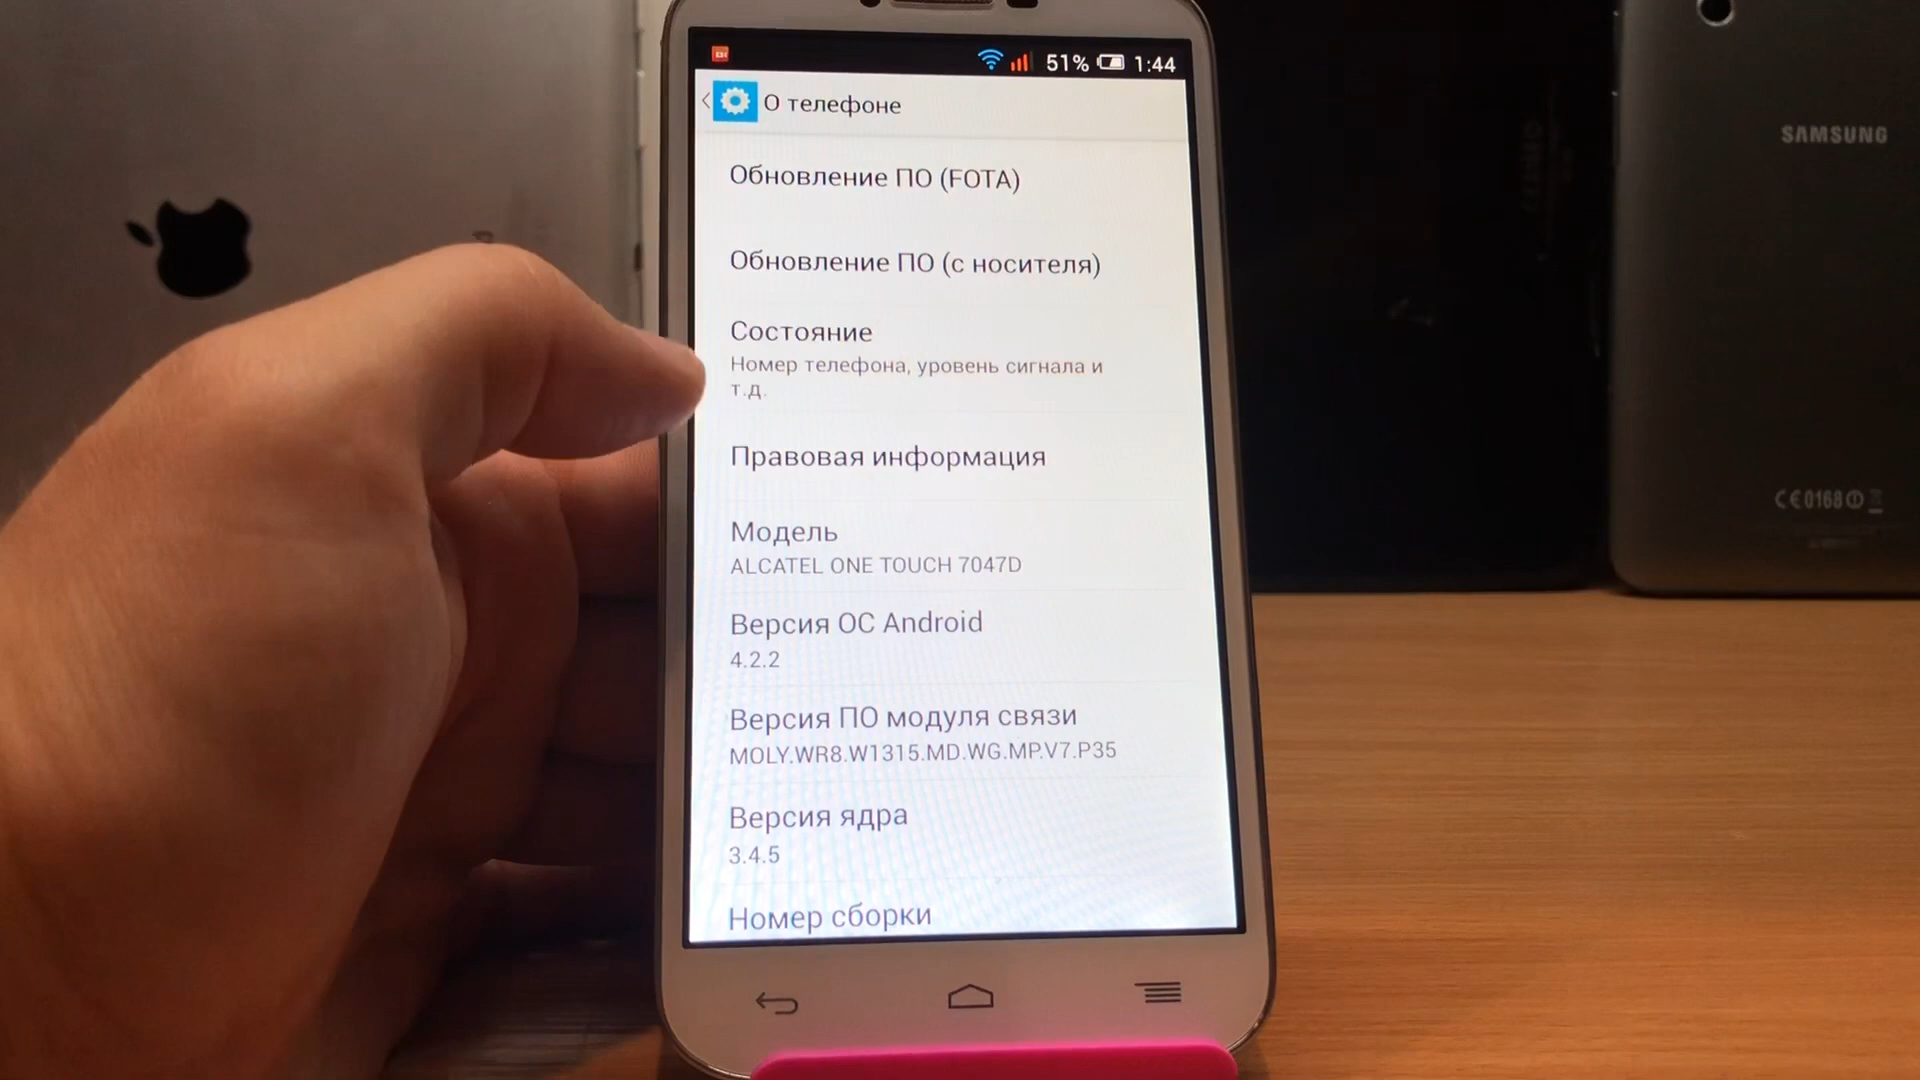 51% 1:44
О телефоне
Обновление ПО (FOTA)
Обновление ПО (с носителя)
Состояние
Номер телефона, уровень сигнала и
т.д.
Правовая информация
Модель
ALCATEL ONE TOUCH 7047D
Версия ОС Android
4.2.2
Версия ПО модуля связи
MOLY.WR8.W1315.MD.WG.MP.V7.P35
Версия ядра
3.4.5
Номер сборки
SAMSUNG
CE0168